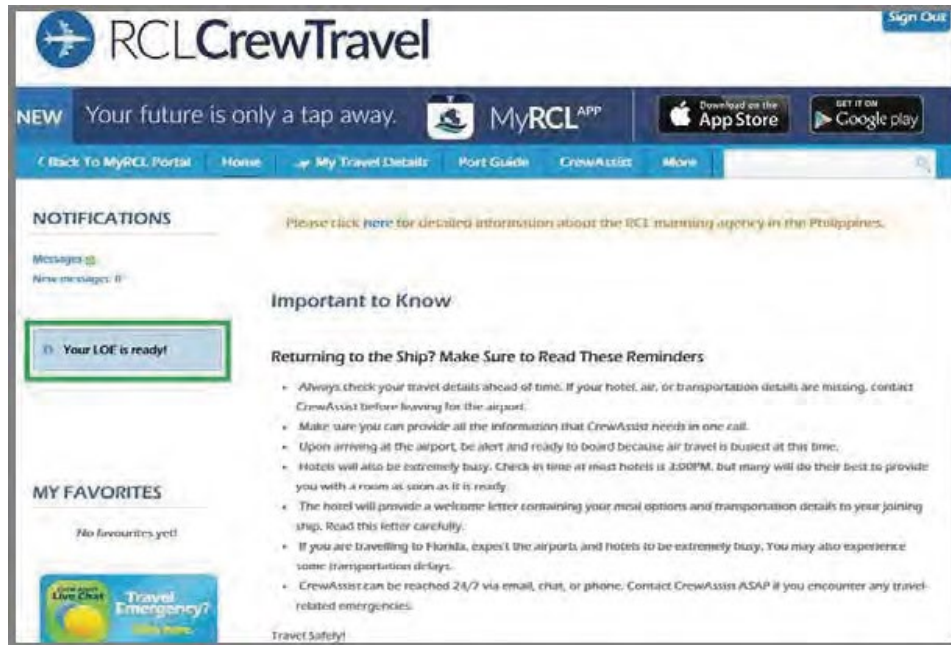 RCLCrewTravel
Sign Out
NEW Your future is only a tap away. MyRCL APP Download on the App Store GET IT ON Google play
< Back To MyRCL Portal Home My Travel Details Port Guide CrewAssist More
NOTIFICATIONS
Messages
New messages: 0
Your LOE is ready!
MY FAVORITES
No favourites yet!
Live Chat
Travel
Emergency?
Please click here for detailed information about the RCL manning agency in the Philippines.
Important to Know
Returning to the Ship? Make Sure to Read These Reminders
• Always check your travel details ahead of time. If your hotel, air, or transportation details are missing, contact
CrewAssist before leaving for the airport.
• Make sure you can provide all the information that CrewAssist needs in one call.
• Upon arriving at the airport, be alert and ready to board because air travel is busiest at this time.
• Hotels will also be extremely busy. Check in time at most hotels is 3:00PM, but many will do their best to provide
you with a room as soon as it is ready.
• The hotel will provide a welcome letter containing your meal options and transportation details to your joining
ship. Read this letter carefully.
• If you are travelling to Florida, expect the airports and hotels to be extremely busy. You may also experience
some transportation delays.
• CrewAssist can be reached 24/7 via email, chat, or phone. Contact CrewAssist ASAP if you encounter any travel-
related emergencies.
Travel Safely!